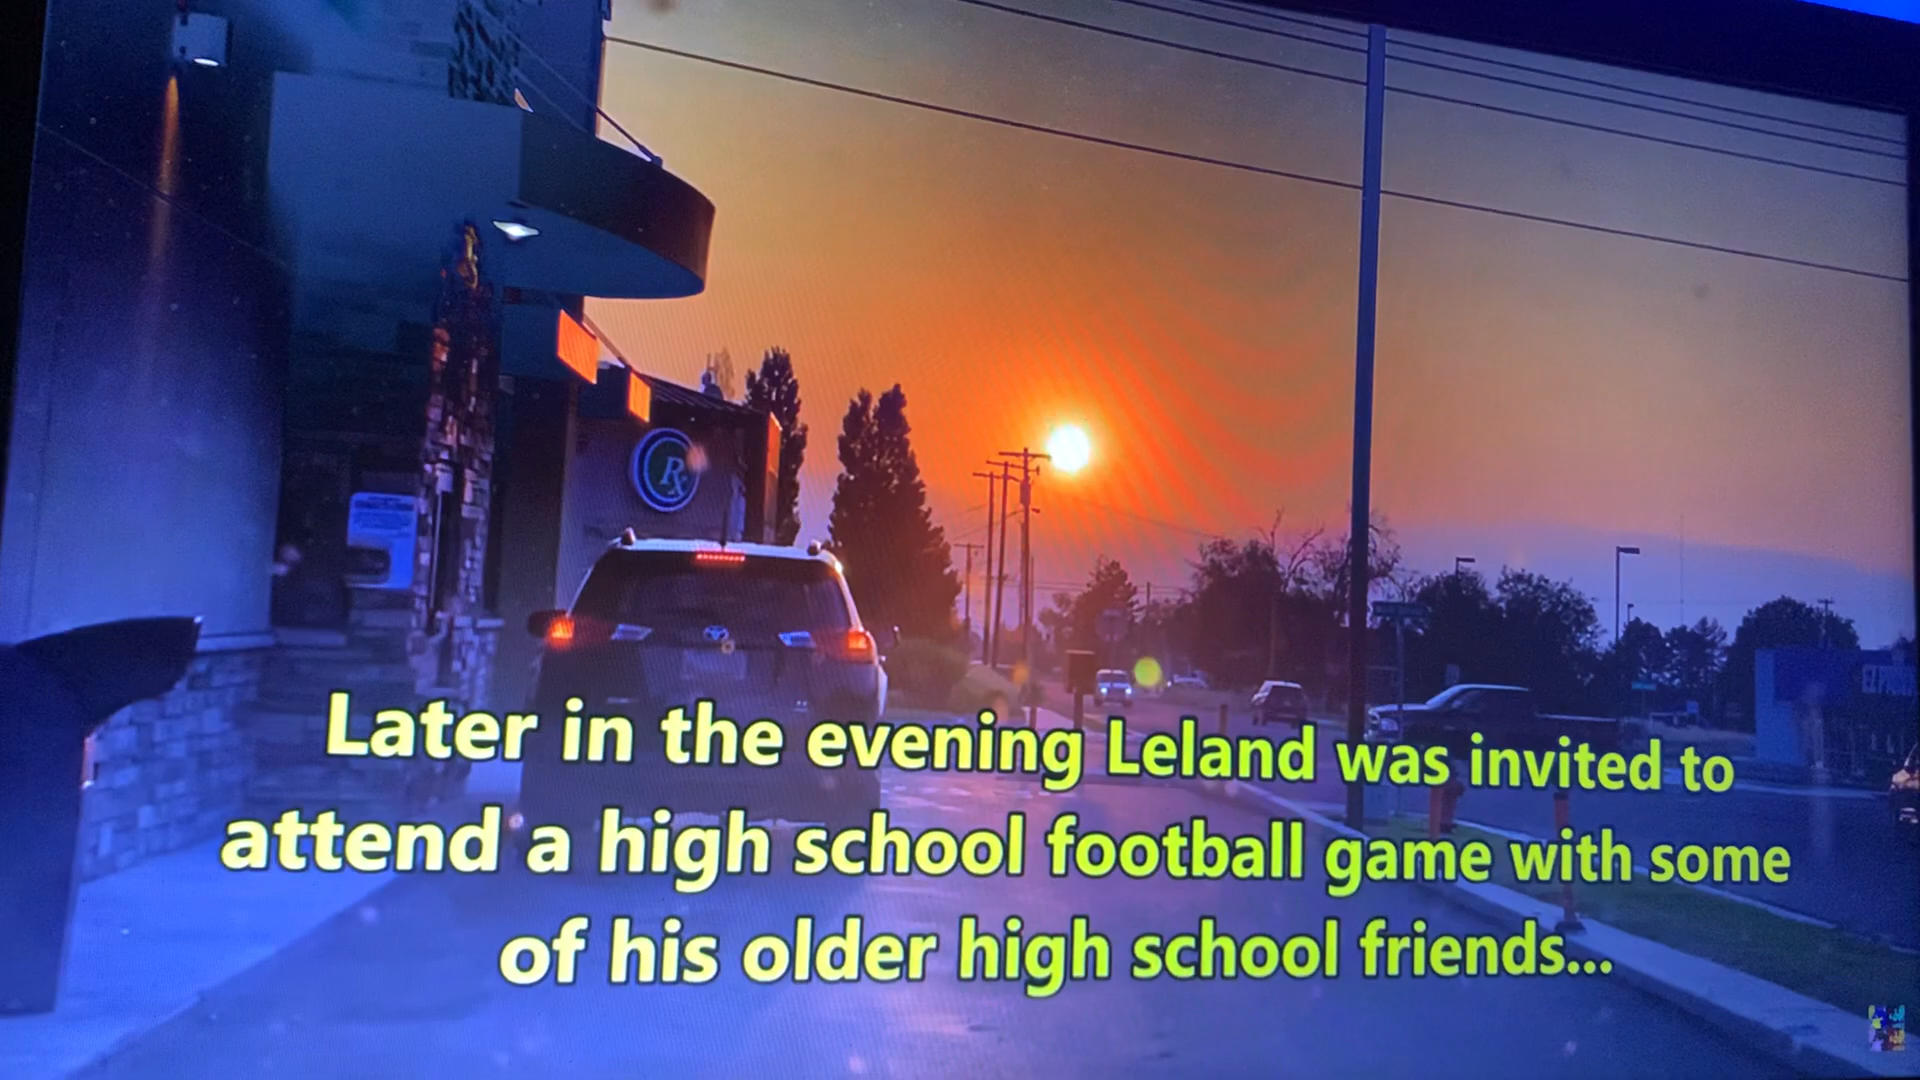 Rx
Later in the evening Leland was invited to
attend a high school football game with some
of his older high school friends...